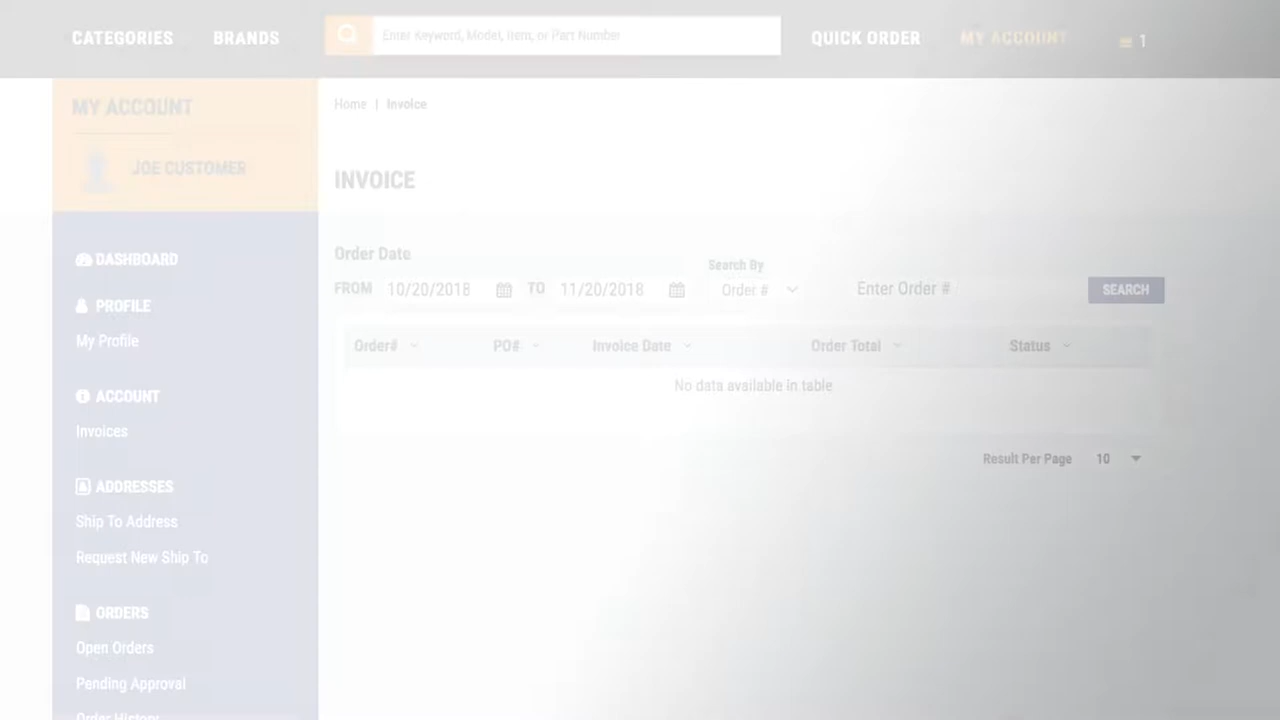 CATEGORIES BRANDS Enter Keyword, Model, Item, or Part Number QUICK ORDER MY ACCOUNT 1
MY ACCOUNT
JOE CUSTOMER
DASHBOARD
PROFILE
My Profile
ACCOUNT
Invoices
ADDRESSES
Ship To Address
Request New Ship To
ORDERS
Open Orders
Pending Approval
Order History
Home | Invoice
INVOICE
Order Date
Search By
FROM 10/20/2018 TO 11/20/2018 Order # Enter Order # SEARCH
Order# PO# Invoice Date Order Total Status
No data available in table
Result Per Page 10